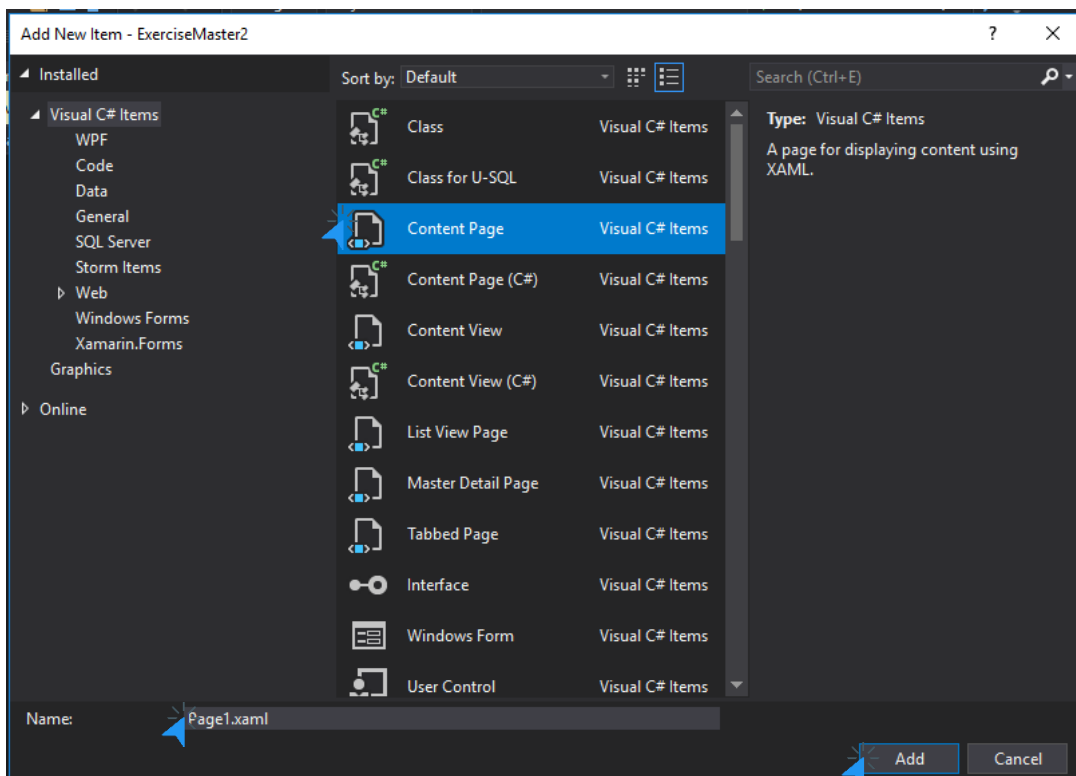 Add New Item - ExerciseMaster2
?
Installed
Sort by: Default
Search (Ctrl+E)
Visual C# Items
WPF
Code
Data
General
SQL Server
Storm Items
Web
Windows Forms
Xamarin.Forms
Graphics
Online
C# Class Visual C# Items
C# Class for U-SQL Visual C# Items
Content Page Visual C# Items
C# Content Page (C#) Visual C# Items
Content View Visual C# Items
C# Content View (C#) Visual C# Items
List View Page Visual C# Items
Master Detail Page Visual C# Items
Tabbed Page Visual C# Items
Interface Visual C# Items
Windows Form Visual C# Items
User Control Visual C# Items
Type: Visual C# Items
A page for displaying content using
XAML.
Name: Page1.xaml
Add Cancel